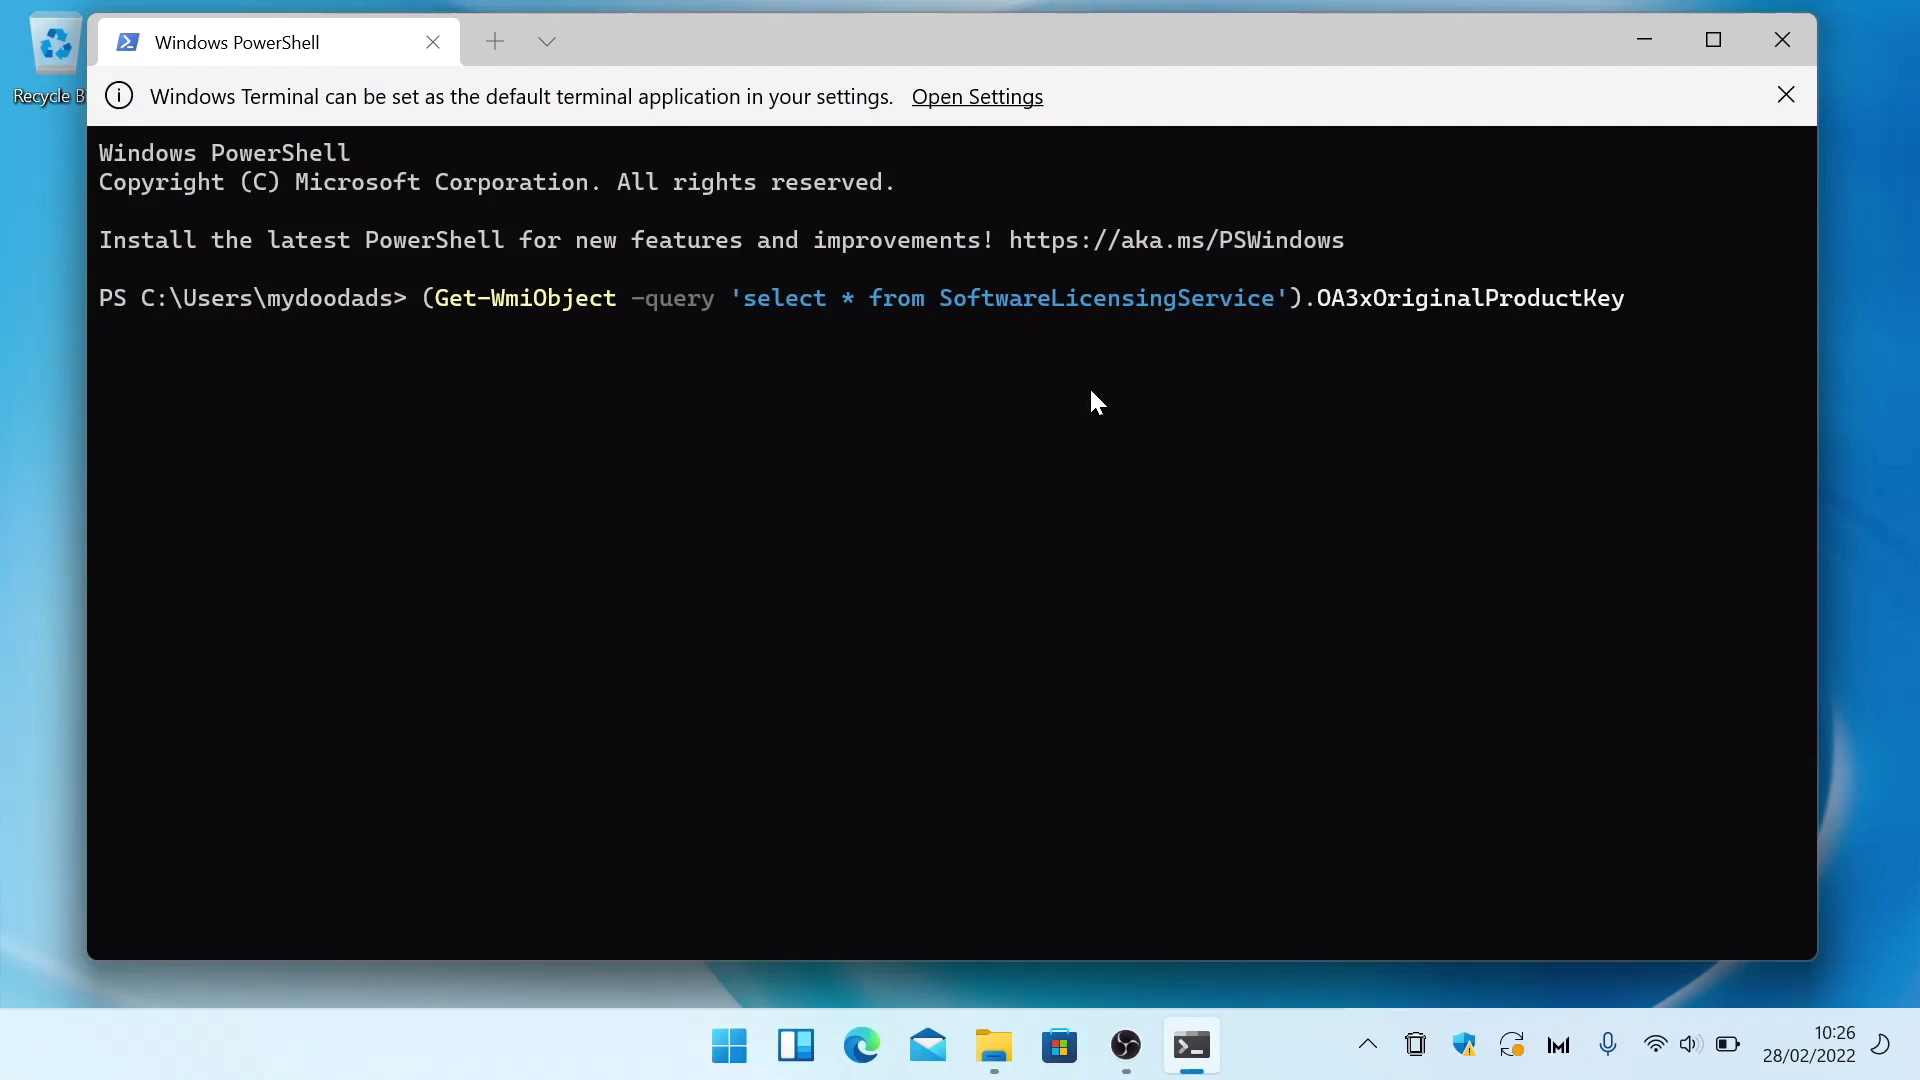 Windows PowerShell
Recycle B
Windows Terminal can be set as the default terminal application in your settings. Open Settings
Windows PowerShell
Copyright (C) Microsoft Corporation. All rights reserved.
Install the latest PowerShell for new features and improvements! https://aka.ms/PSWindows
PS C:\Users\mydoodads> (Get-WmiObject -query 'select * from SoftwareLicensingService').OA3xOriginalProductKey
10:26
28/02/2022